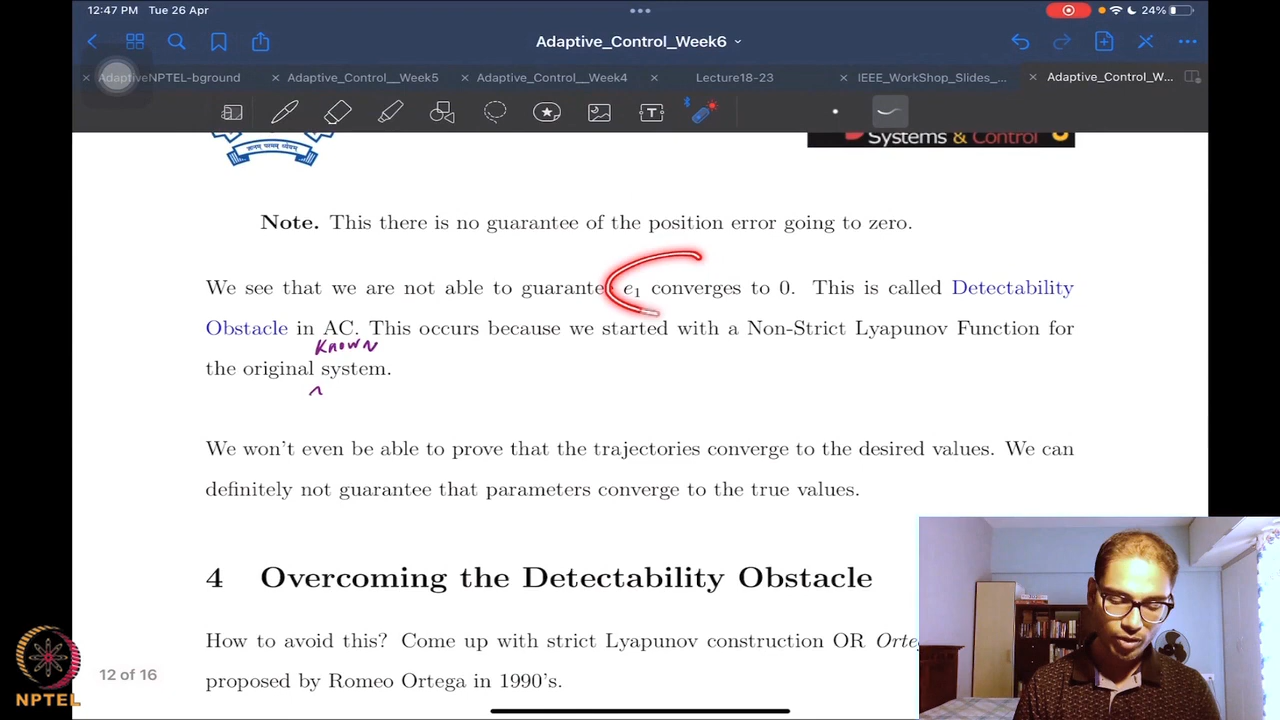 12:47 PM Tue 26 Apr
24%
Adaptive_Control_Week6
AdaptiveNPTEL-bground
Adaptive_Control__Week5
Adaptive_Control__Week4
Lecture18-23
IEEE_WorkShop_Slides_...
Adaptive_Control_W...
ज्ञानम् परमम् ध्येयम्
Systems & Control
Note. This there is no guarantee of the position error going to zero.
We see that we are not able to guarantee e1 converges to 0. This is called Detectability
Obstacle in AC. This occurs because we started with a Non-Strict Lyapunov Function for
KNOWN
the original system.
We won't even be able to prove that the trajectories converge to the desired values. We can
definitely not guarantee that parameters converge to the true values.
4 Overcoming the Detectability Obstacle
How to avoid this? Come up with strict Lyapunov construction OR
proposed by Romeo Ortega in 1990's.
12 of 16
NPTEL